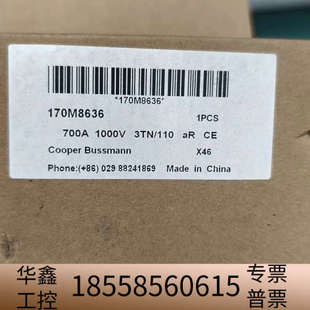 *170M8636*
170M8636
1PCS
700A 1000V 3TN/110 aR CE
Cooper Bussmann X46
Phone:(+86) 029 88241869 Made in China
华鑫 工控 18558560615 专票 普票